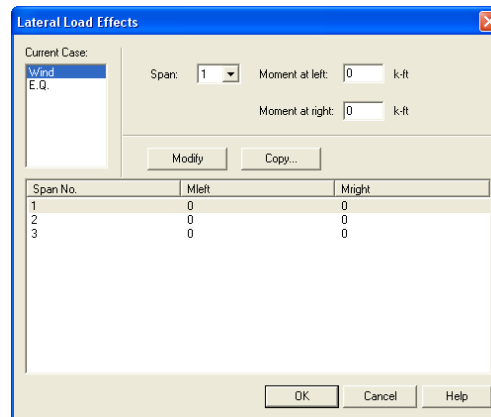 Lateral Load Effects
Current Case:
Wind
E.Q.
Span: 1 Moment at left: 0 k-ft
Moment at right: 0 k-ft
Modify Copy...
Span No. Mleft Mright
1 0 0
2 0 0
3 0 0
OK Cancel Help